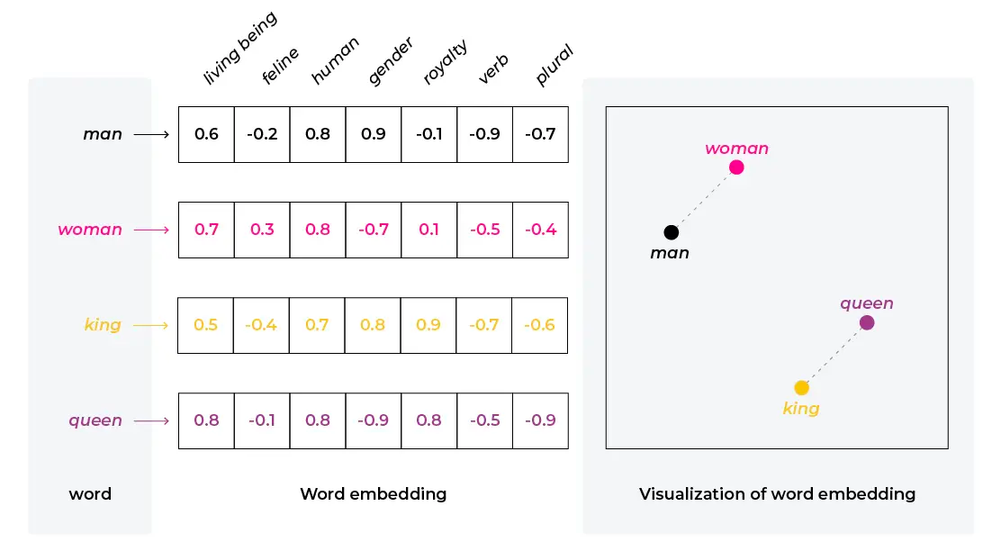 living being feline human gender royalty verb plural
man 0.6 -0.2 0.8 0.9 -0.1 -0.9 -0.7
woman 0.7 0.3 0.8 -0.7 0.1 -0.5 -0.4
king 0.5 -0.4 0.7 0.8 0.9 -0.7 -0.6
queen 0.8 -0.1 0.8 -0.9 0.8 -0.5 -0.9
word
Word embedding
woman
man
queen
king
Visualization of word embedding